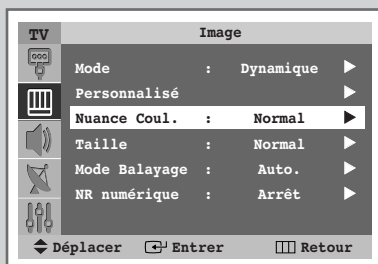 TV Image
Mode : Dynamique
Personnalisé
Nuance Coul. : Normal
Taille : Normal
Mode Balayage : Auto.
NR numérique : Arrêt
Déplacer Entrer Retour